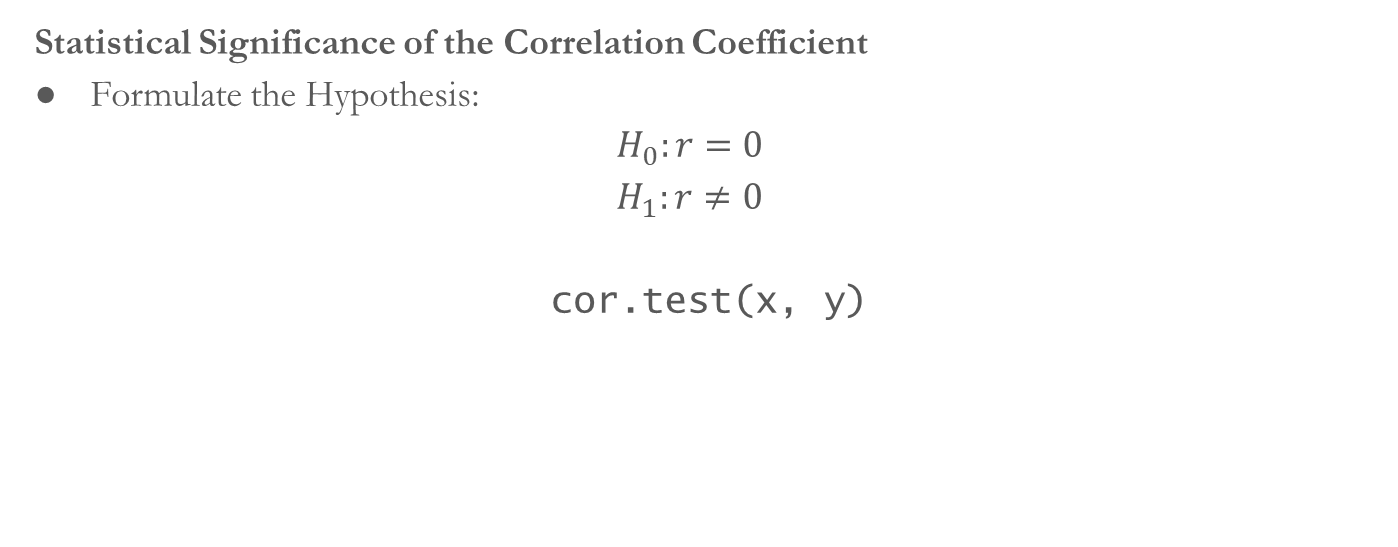 Statistical Significance of the Correlation Coefficient
● Formulate the Hypothesis:
H₀: r = 0
H₁: r ≠ 0
cor.test(x, y)